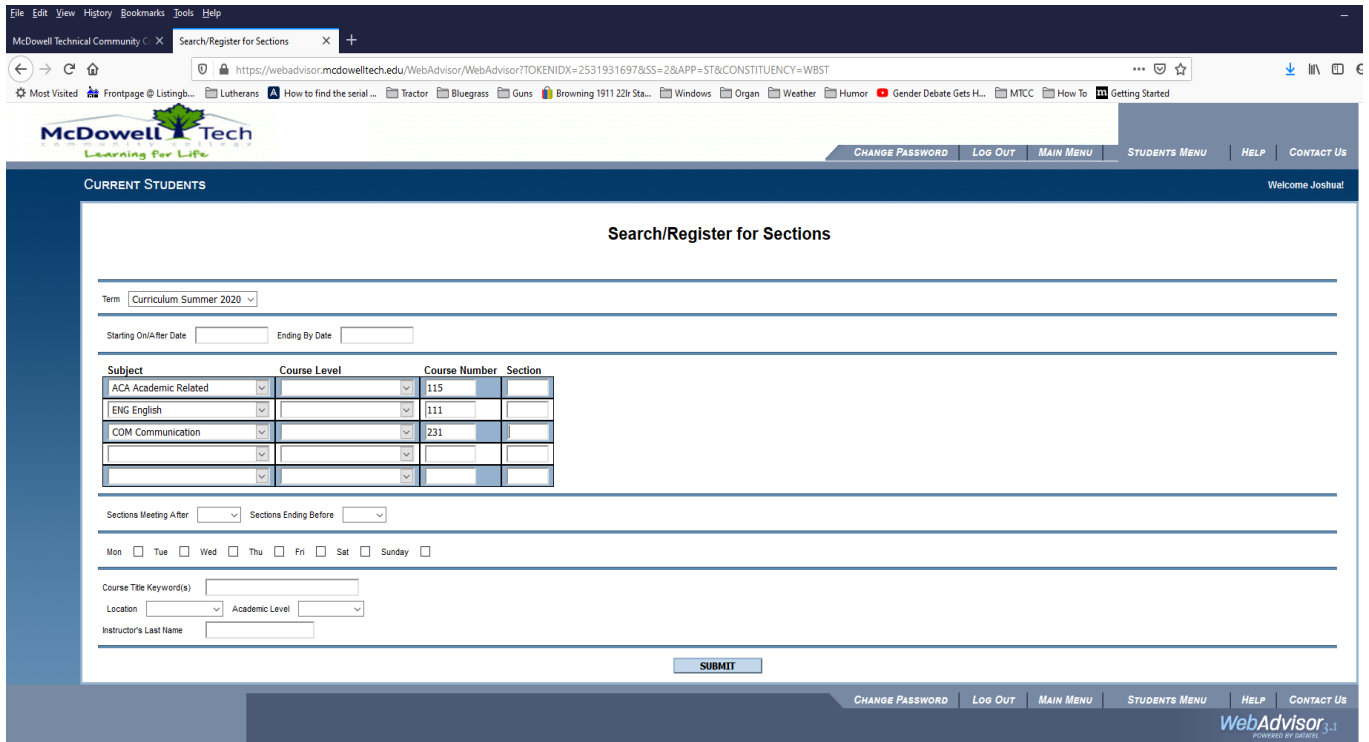 File Edit View History Bookmarks Tools Help
McDowell Technical Community C Search/Register for Sections
https://webadvisor.mcdowelltech.edu/WebAdvisor/WebAdvisor?TOKENIDX=2531931697&SS=2&APP=ST&CONSTITUENCY=WBST
Most Visited Frontpage @ Listingb... Lutherans How to find the serial ... Tractor Bluegrass Guns Browning 1911 22lr Sta... Windows Organ Weather Humor Gender Debate Gets H... MTCC How To Getting Started
McDowell Tech
community college
Learning for Life
CHANGE PASSWORD LOG OUT MAIN MENU STUDENTS MENU HELP CONTACT US
CURRENT STUDENTS Welcome Joshua!
Search/Register for Sections
Term Curriculum Summer 2020
Starting On/After Date Ending By Date
Subject Course Level Course Number Section
ACA Academic Related 115
ENG English 111
COM Communication 231
Sections Meeting After Sections Ending Before
Mon Tue Wed Thu Fri Sat Sunday
Course Title Keyword(s)
Location Academic Level
Instructor's Last Name
SUBMIT
CHANGE PASSWORD LOG OUT MAIN MENU STUDENTS MENU HELP CONTACT US
WebAdvisor 3.1
POWERED BY DATATEL